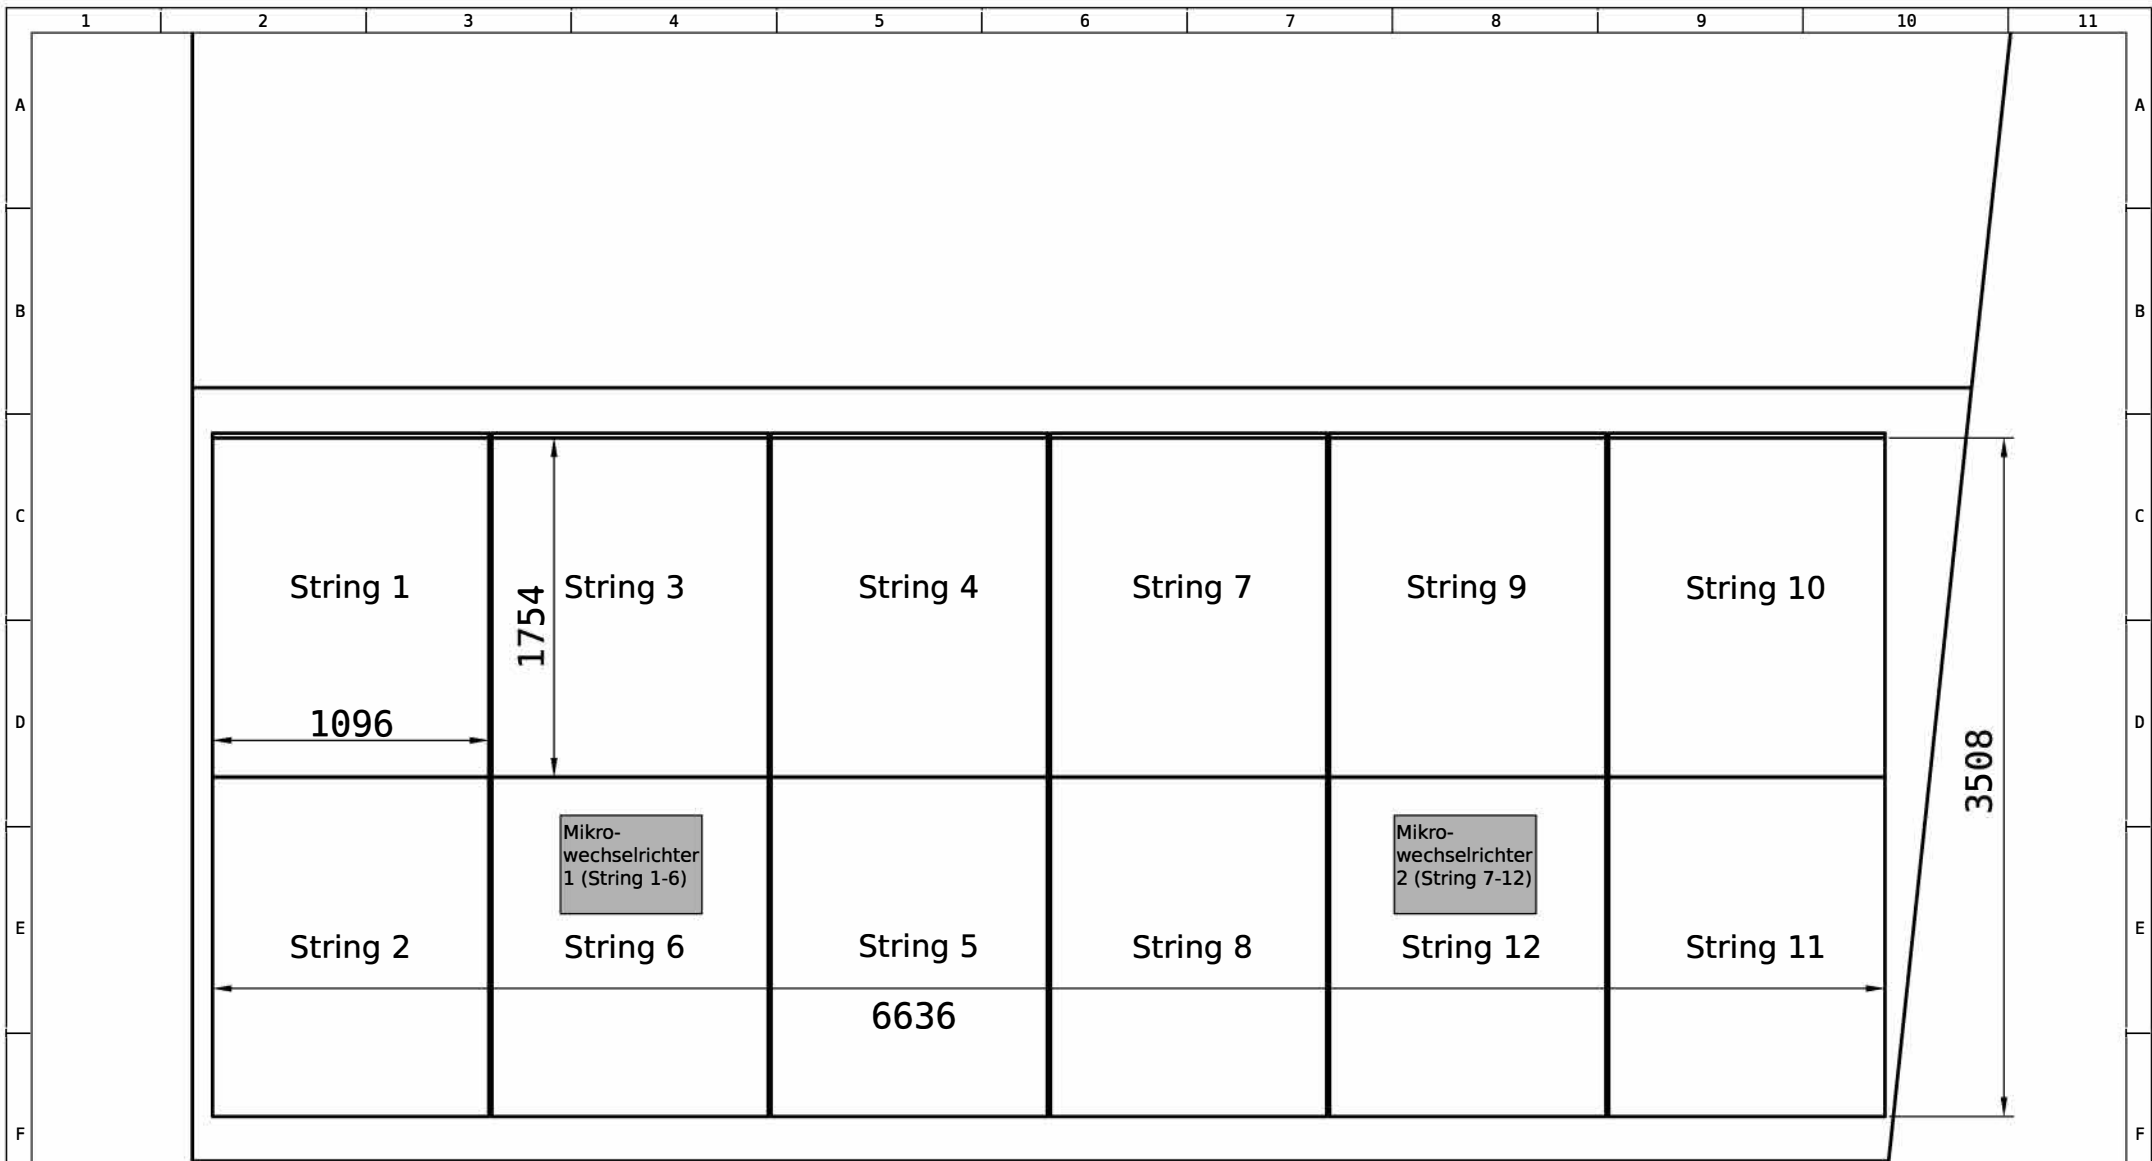 1 2 3 4 5 6 7 8 9 10 11
A A
B B
C C
String 1 String 3 String 4 String 7 String 9 String 10
1754
D 1096 D
3508
Mikro-
wechselrichter
1 (String 1-6)
Mikro-
wechselrichter
2 (String 7-12)
E E
String 2 String 6 String 5 String 8 String 12 String 11
6636
F F